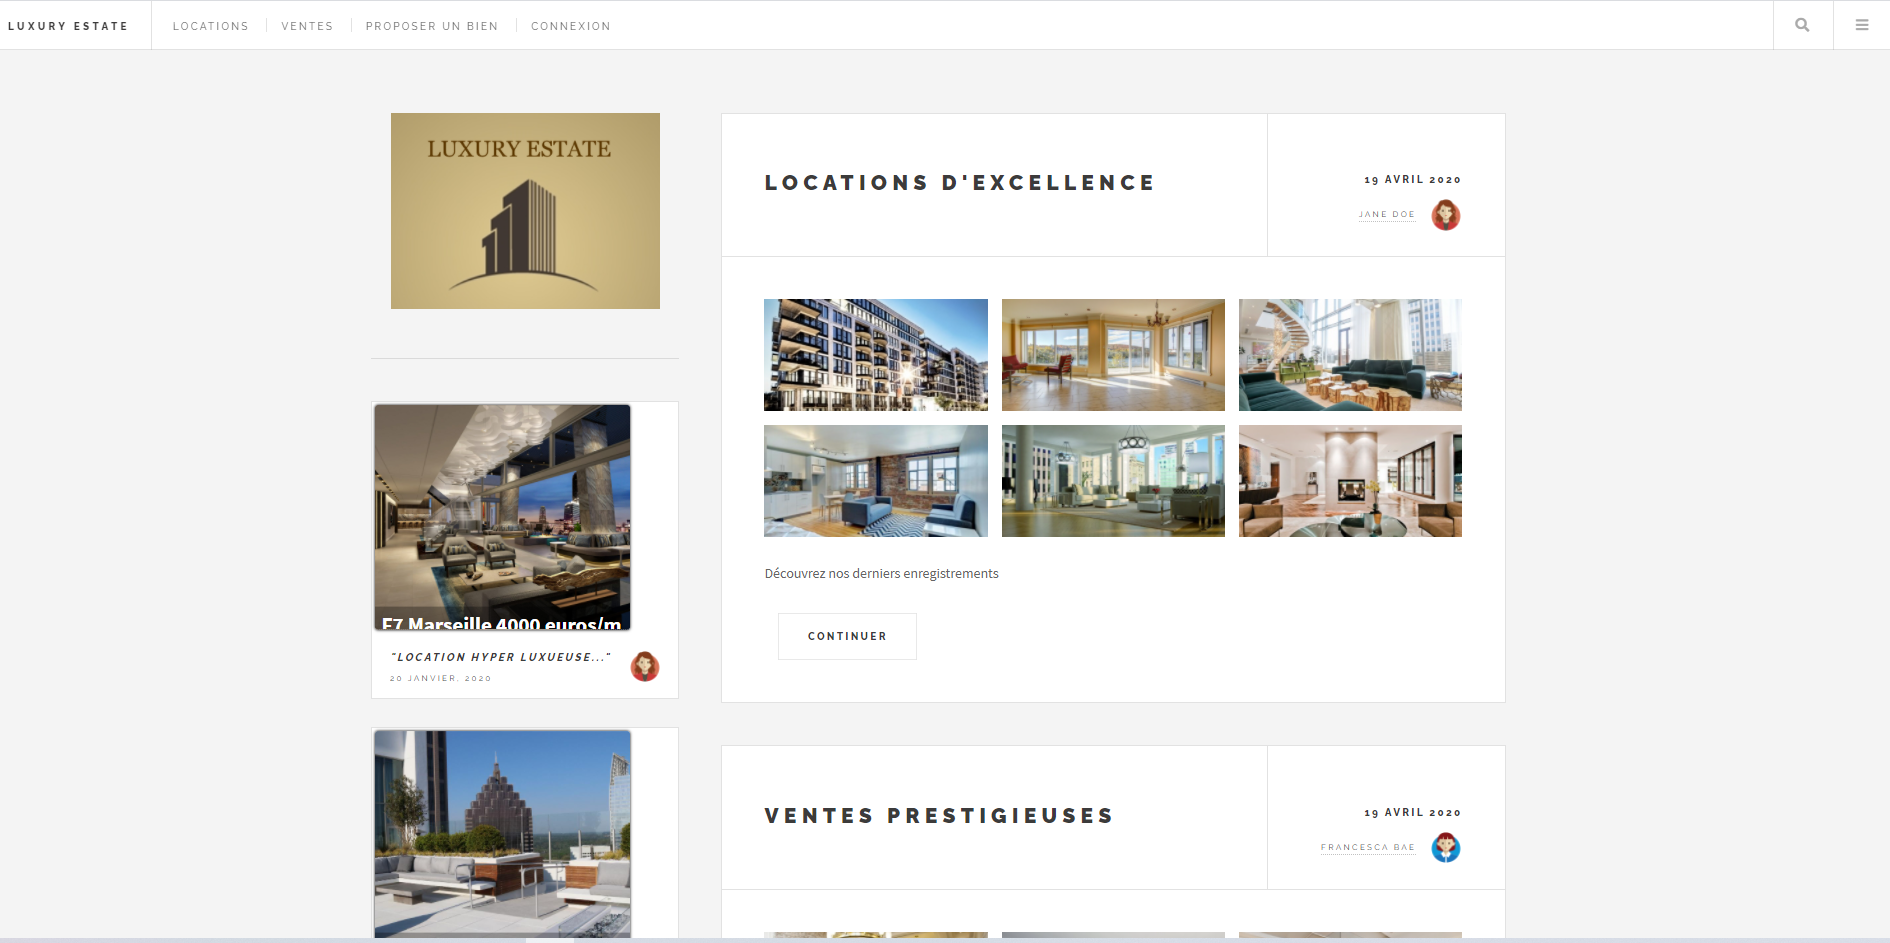 LUXURY ESTATE
LOCATIONS
VENTES
PROPOSER UN BIEN
CONNEXION
LUXURY ESTATE
F7 Marseille 4000 euros/m
"LOCATION HYPER LUXUEUSE..."
20 JANVIER, 2020
LOCATIONS D'EXCELLENCE
19 AVRIL 2020
JANE DOE
Découvrez nos derniers enregistrements
CONTINUER
VENTES PRESTIGIEUSES
19 AVRIL 2020
FRANCESCA BAE